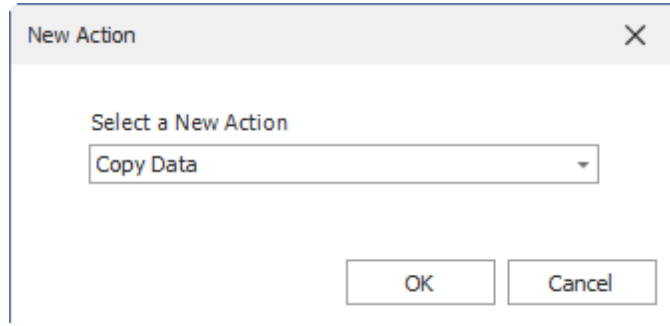 New Action
Select a New Action
Copy Data
OK Cancel